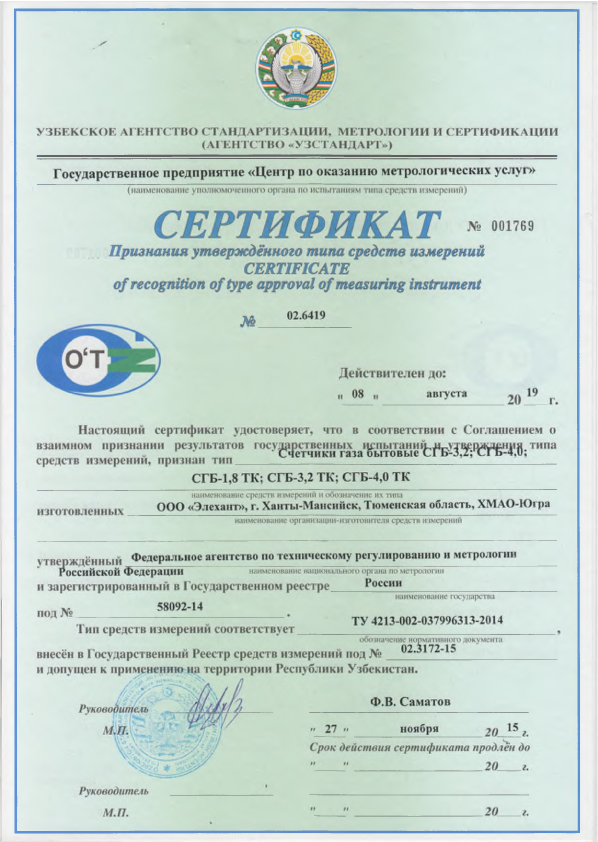 УЗБЕКСКОЕ АГЕНТСТВО СТАНДАРТИЗАЦИИ, МЕТРОЛОГИИ И СЕРТИФИКАЦИИ
(АГЕНТСТВО «УЗСТАНДАРТ»)
Государственное предприятие «Центр по оказанию метрологических услуг»
(наименование уполюмоченного органа по испытаниям типа средств измерений)
СЕРТИФИКАТ № 001769
Признания утверждённого типа средств измерений
CERTIFICATE
of recognition of type approval of measuring instrument
№ 02.6419
O'Z
Действителен до:
" 08 " августа 20 19 г.
Настоящий сертификат удостоверяет, что в соответствии с Соглашением о
взаимном признании результатов государственных испытаний и утверждения типа
средств измерений, признан тип Счетчики газа бытовые СГБ-3,2; СГБ-4,0;
СГБ-1,8 ТК; СГБ-3,2 ТК; СГБ-4,0 ТК
наименование средств измерений и обозначение их типа
изготовленных ООО «Элехант», г. Ханты-Мансийск, Тюменская область, ХМАО-Югра
наименование организации-изготовителя средств измерений
утверждённый Федеральное агентство по техническому регулированию и метрологии
Российской Федерации наименование национального органа по метрологии
и зарегистрированный в Государственном реестре России
наименование государства
под № 58092-14 .
Тип средств измерений соответствует ТУ 4213-002-037996313-2014 ,
обозначение нормативного документа
внесён в Государственный Реестр средств измерений под № 02.3172-15
и допущен к применению на территории Республики Узбекистан.
Руководитель Ф.В. Саматов
М.П. " 27 " ноября 20 15 г.
Срок действия сертификата продлён до
" " 20 г.
Руководитель
М.П. " " 20 г.